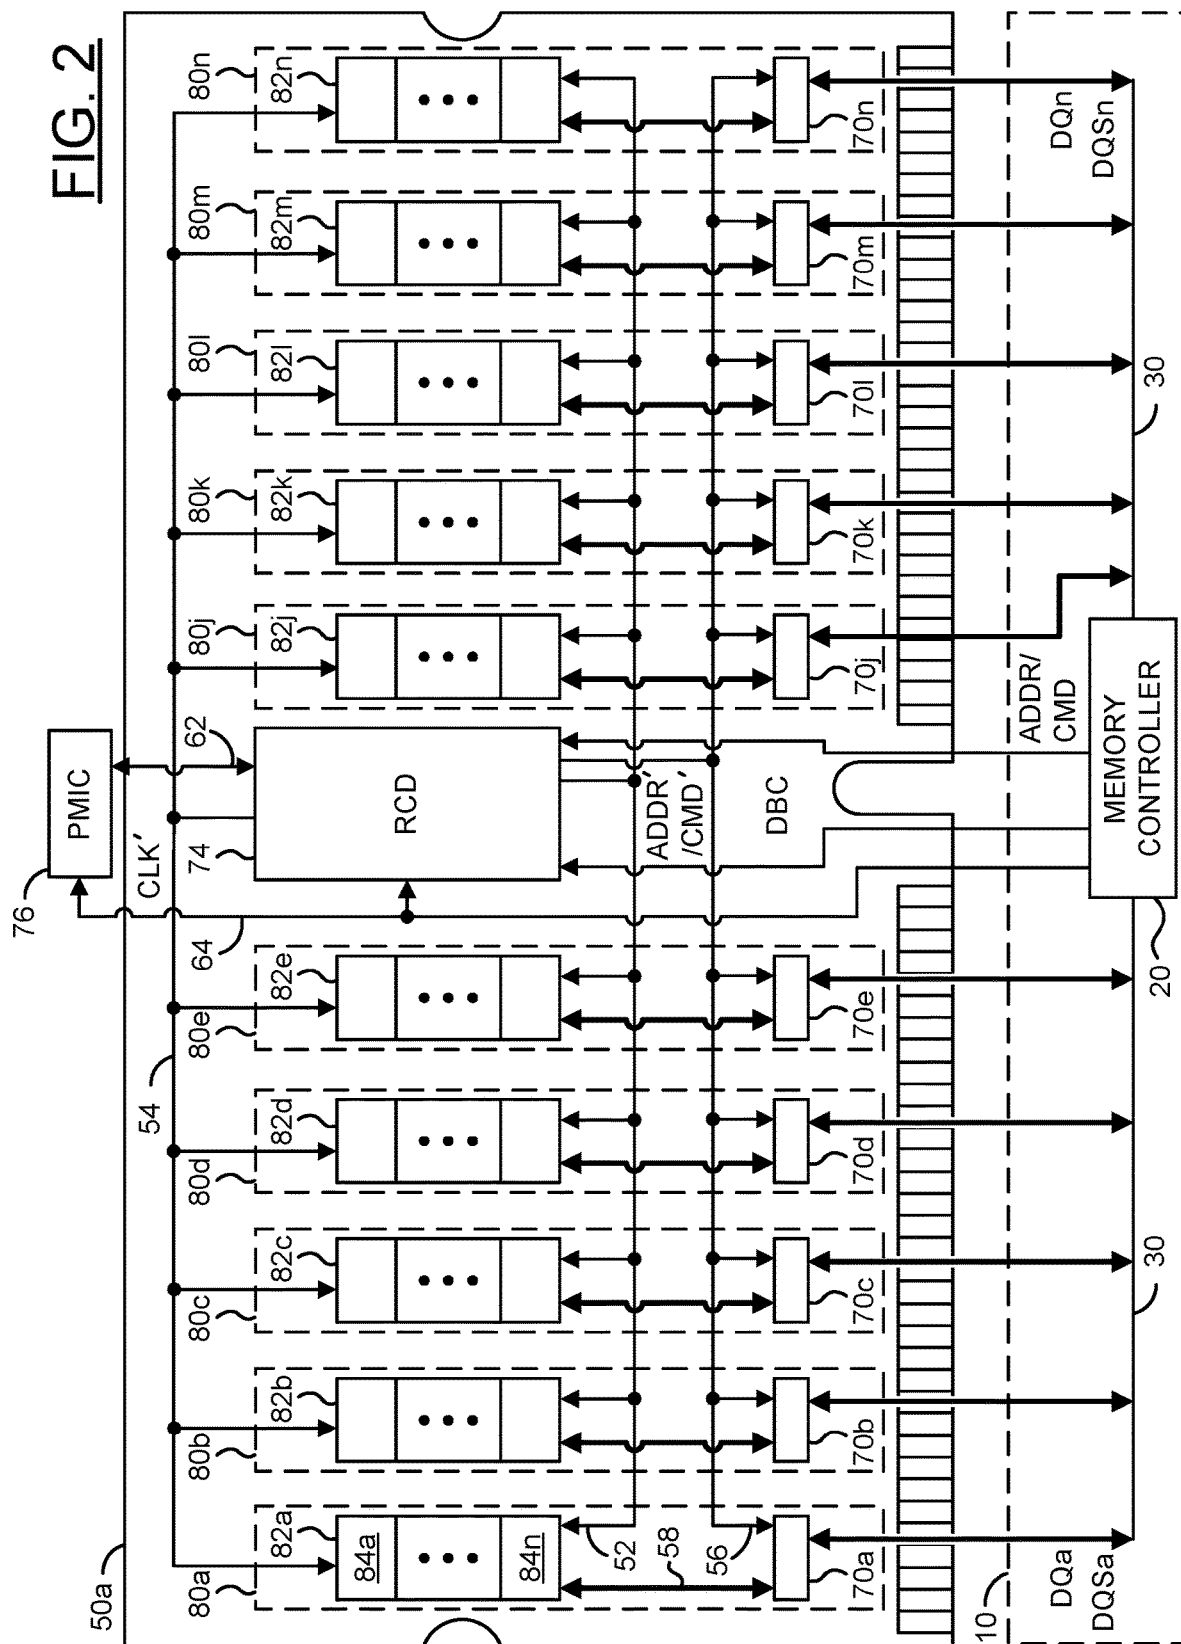 FIG. 2
50a
76
PMIC
62
CLK′
54
64
74
RCD
80a
80b
80c
80d
80e
80j
80k
80l
80m
80n
82a
82b
82c
82d
82e
82j
82k
82l
82m
82n
84a
84n
52
58
56
ADDR′
/CMD′
DBC
70a
70b
70c
70d
70e
70j
70k
70l
70m
70n
10
DQa
DQSa
30
20
MEMORY
CONTROLLER
ADDR/
CMD
30
DQn
DQSn